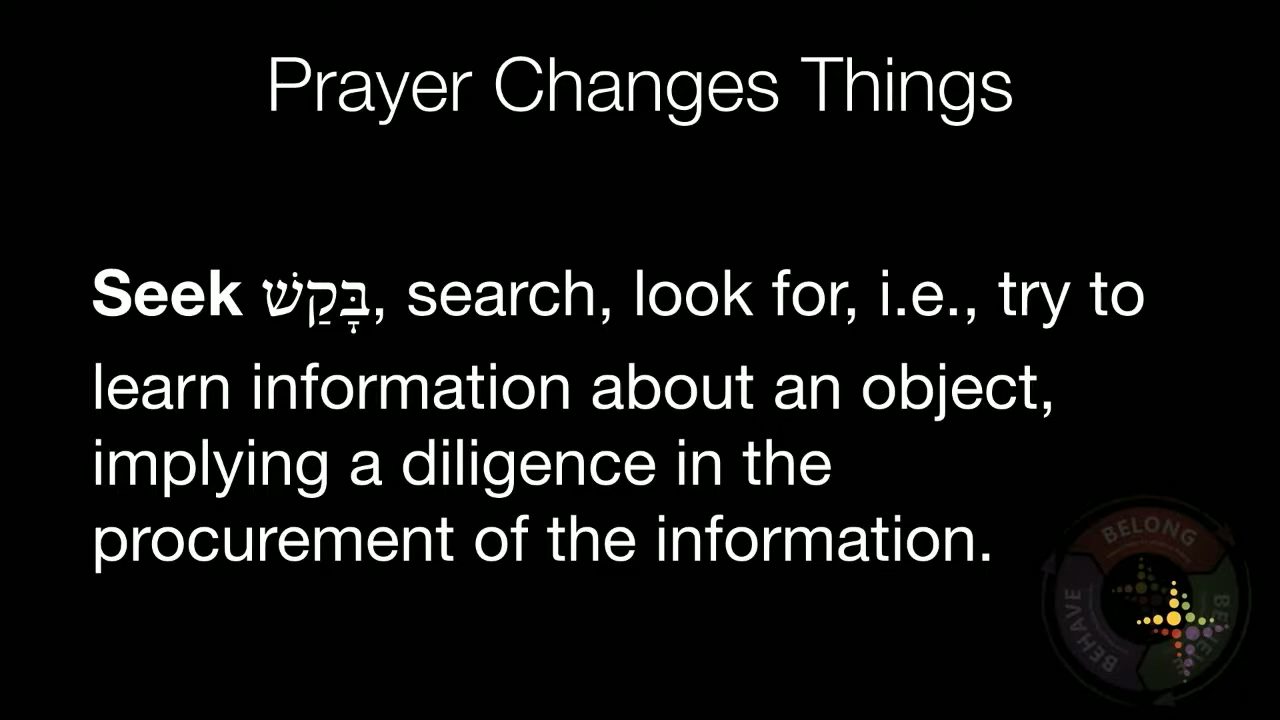 Prayer Changes Things
Seek בָּקַשׁ, search, look for, i.e., try to
learn information about an object,
implying a diligence in the
procurement of the information.
BELONG
BEHAVE
BELIEVE